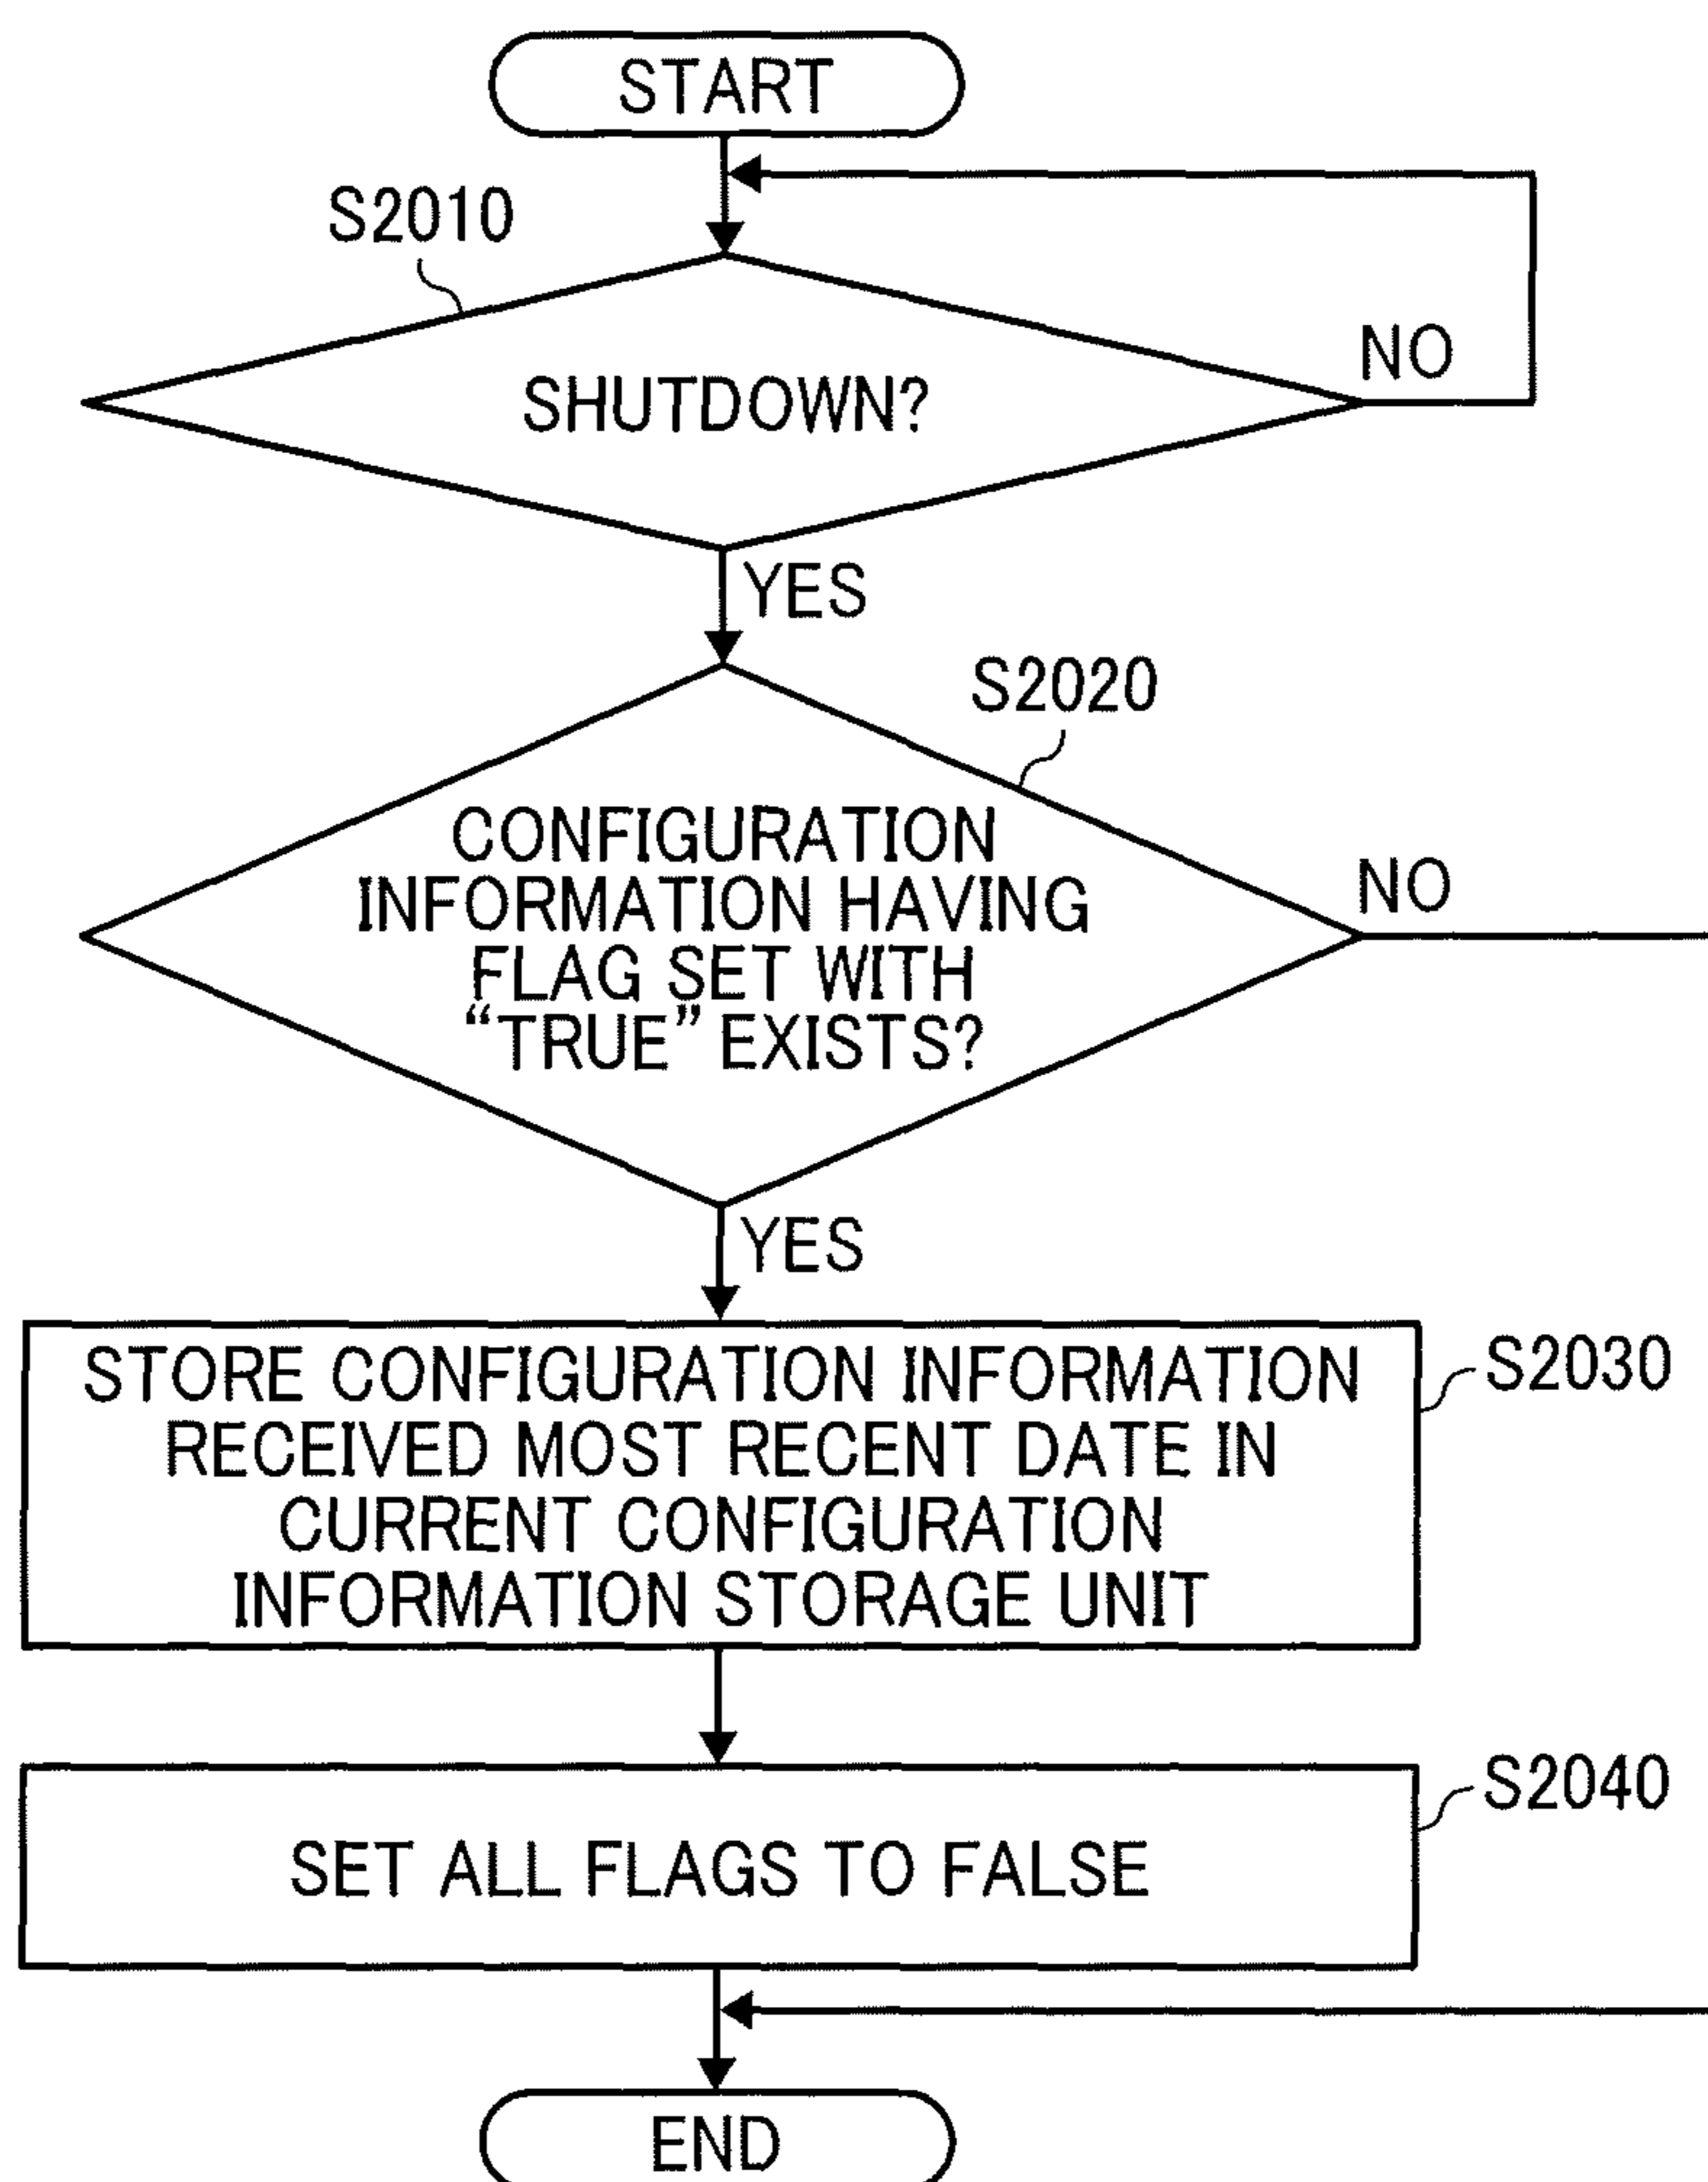 START
S2010
NO
SHUTDOWN?
YES
S2020
CONFIGURATION
INFORMATION HAVING
FLAG SET WITH
“TRUE” EXISTS?
NO
YES
STORE CONFIGURATION INFORMATION
RECEIVED MOST RECENT DATE IN
CURRENT CONFIGURATION
INFORMATION STORAGE UNIT
S2030
S2040
SET ALL FLAGS TO FALSE
END